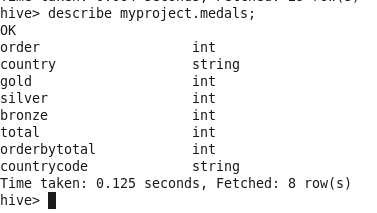 hive> describe myproject.medals;
OK
order int
country string
gold int
silver int
bronze int
total int
orderbytotal int
countrycode string
Time taken: 0.125 seconds, Fetched: 8 row(s)
hive>